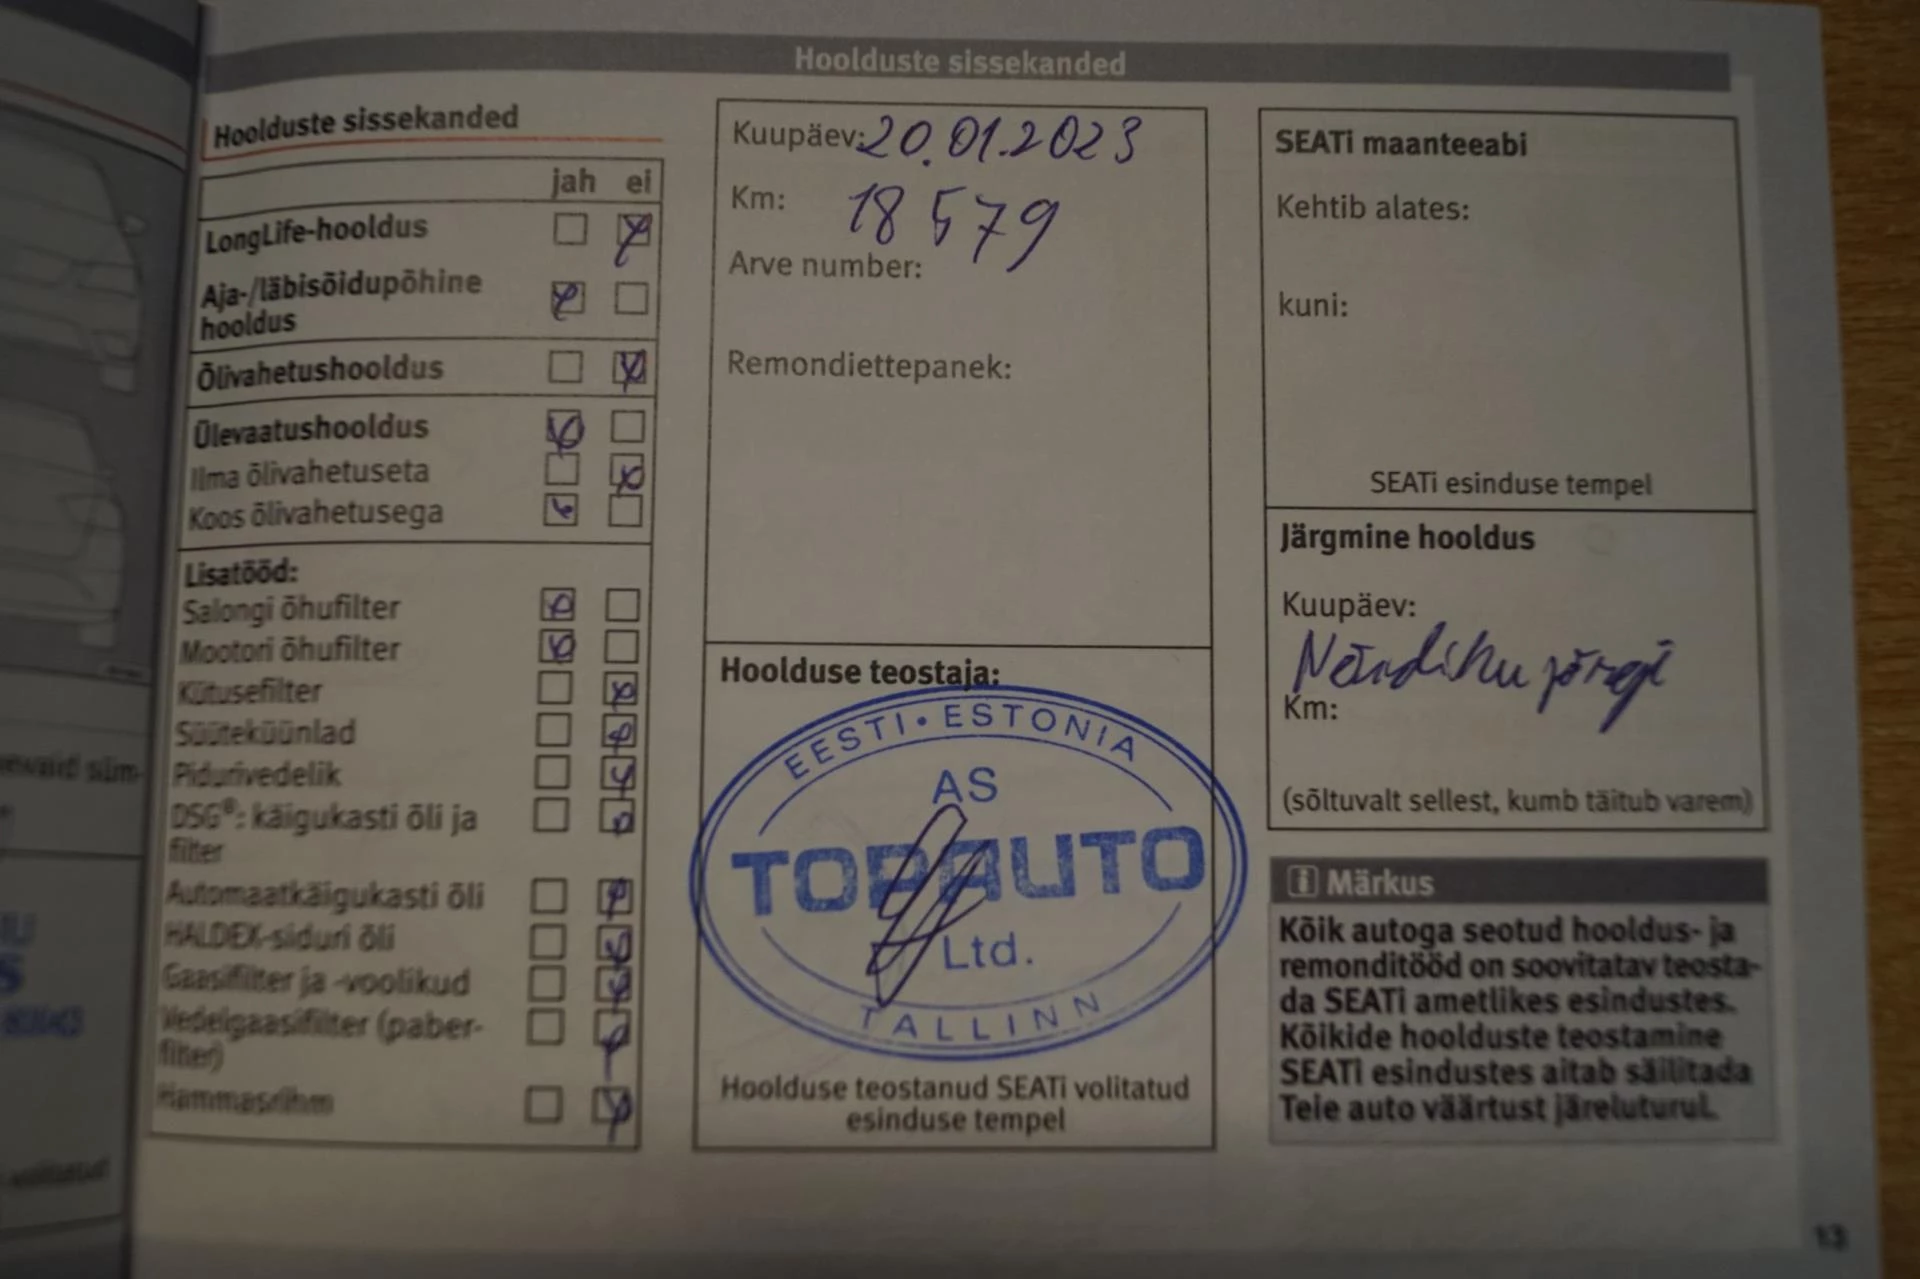 Hoolduste sissekanded
Hoolduste sissekanded
jah ei
LongLife-hooldus
Aja-/läbisõidupõhine
hooldus
Õlivahetushooldus
Ülevaatushooldus
Ilma õlivahetuseta
Koos õlivahetusega
Lisatööd:
Salongi õhufilter
Mootori õhufilter
Kütusefilter
Süüteküünlad
Pidurivedelik
DSG®: käigukasti õli ja
filter
Automaatkäigukasti õli
HALDEX-siduri õli
Gaasifilter ja -voolikud
Vedelgaasifilter (paber-
filter)
Hammasrihm
Kuupäev: 20.01.2023
Km: 18 579
Arve number:
Remondiettepanek:
Hoolduse teostaja:
EESTI • ESTONIA
AS
TOPAUTO
Ltd.
TALLINN
Hoolduse teostanud SEATi volitatud
esinduse tempel
SEATi maanteeabi
Kehtib alates:
kuni:
SEATi esinduse tempel
Järgmine hooldus
Kuupäev:
Näidiku järgi
Km:
(sõltuvalt sellest, kumb täitub varem)
i Märkus
Kõik autoga seotud hooldus- ja
remonditööd on soovitatav teosta-
da SEATi ametlikes esindustes.
Kõikide hoolduste teostamine
SEATi esindustes aitab säilitada
Teie auto väärtust järelturul.
13